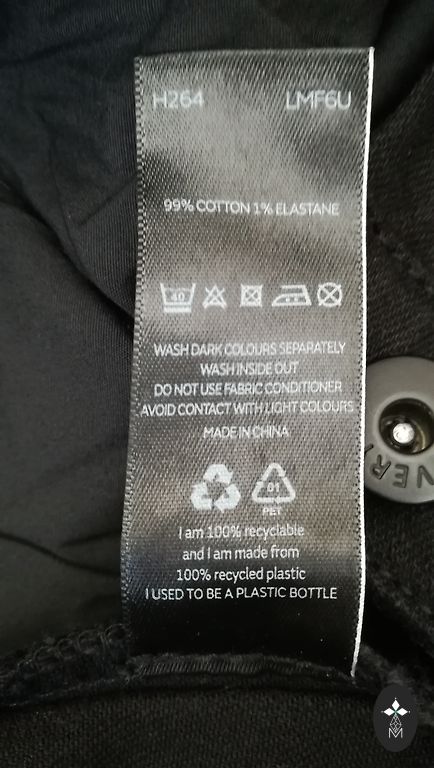 H264 LMF6U
99% COTTON 1% ELASTANE
40
WASH DARK COLOURS SEPARATELY
WASH INSIDE OUT
DO NOT USE FABRIC CONDITIONER
AVOID CONTACT WITH LIGHT COLOURS
MADE IN CHINA
01
PET
I am 100% recyclable
and I am made from
100% recycled plastic
I USED TO BE A PLASTIC BOTTLE